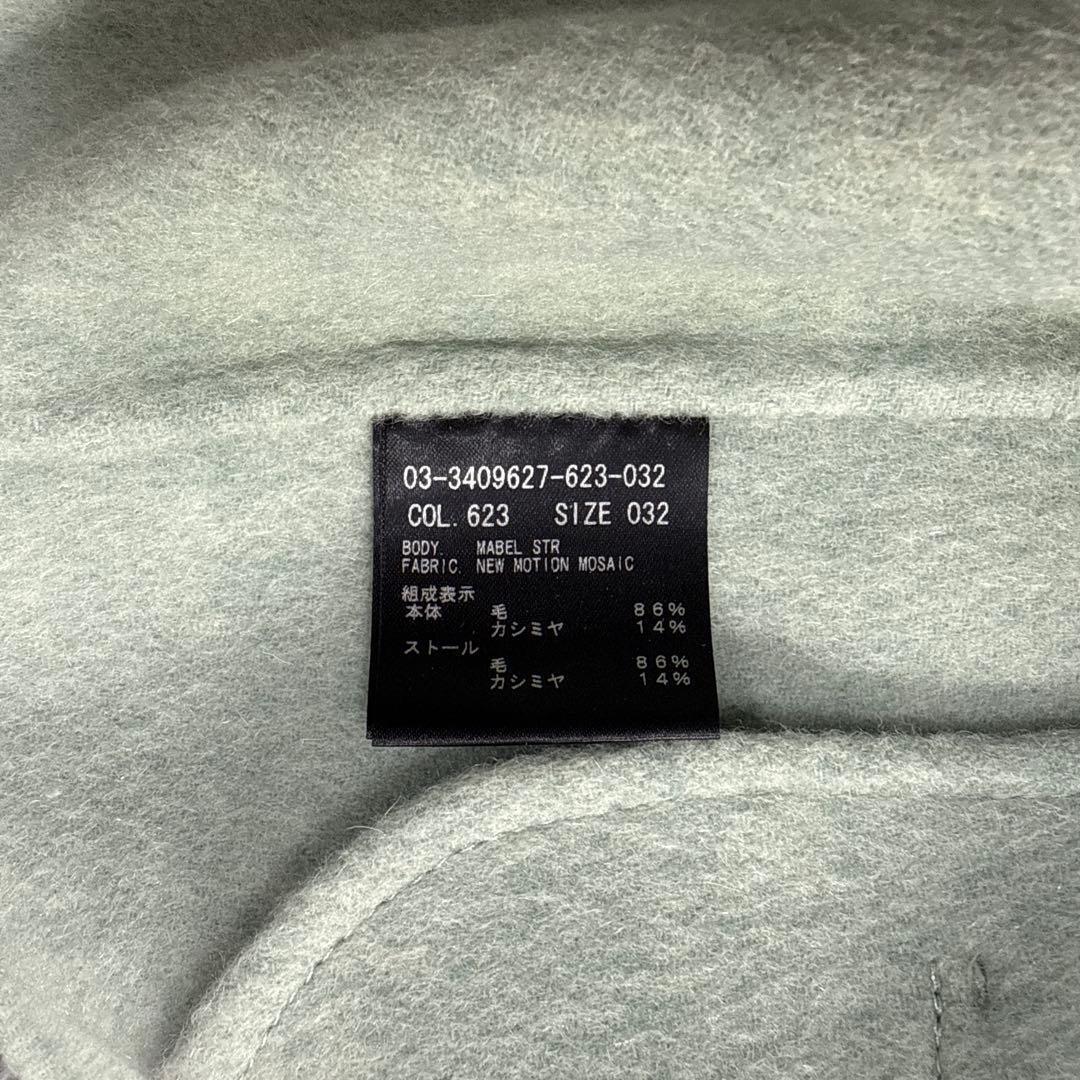 03-3409627-623-032
COL. 623 SIZE 032
BODY. MABEL STR
FABRIC. NEW MOTION MOSAIC
組成表示
本体 毛 86%
カシミヤ 14%
ストール
毛 86%
カシミヤ 14%